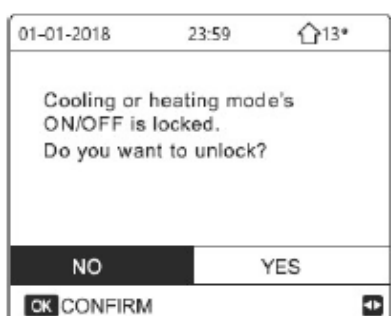 01-01-2018 23:59 13°
Cooling or heating mode's
ON/OFF is locked.
Do you want to unlock?
NO YES
OK CONFIRM